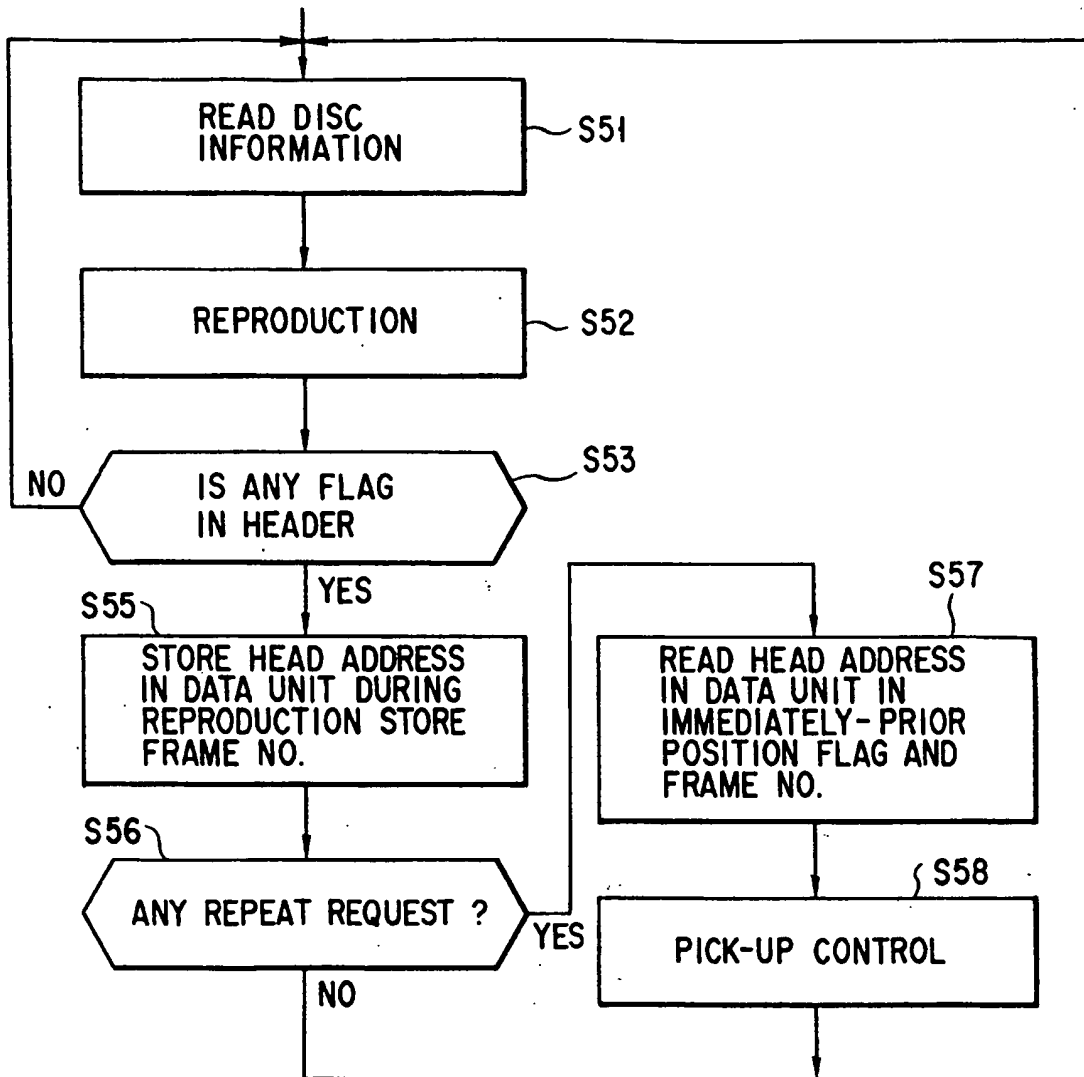 READ DISC
INFORMATION
S51
REPRODUCTION
S52
S53
IS ANY FLAG
IN HEADER
NO
YES
S55
STORE HEAD ADDRESS
IN DATA UNIT DURING
REPRODUCTION STORE
FRAME NO.
S56
ANY REPEAT REQUEST ?
YES
NO
S57
READ HEAD ADDRESS
IN DATA UNIT IN
IMMEDIATELY-PRIOR
POSITION FLAG AND
FRAME NO.
S58
PICK-UP CONTROL